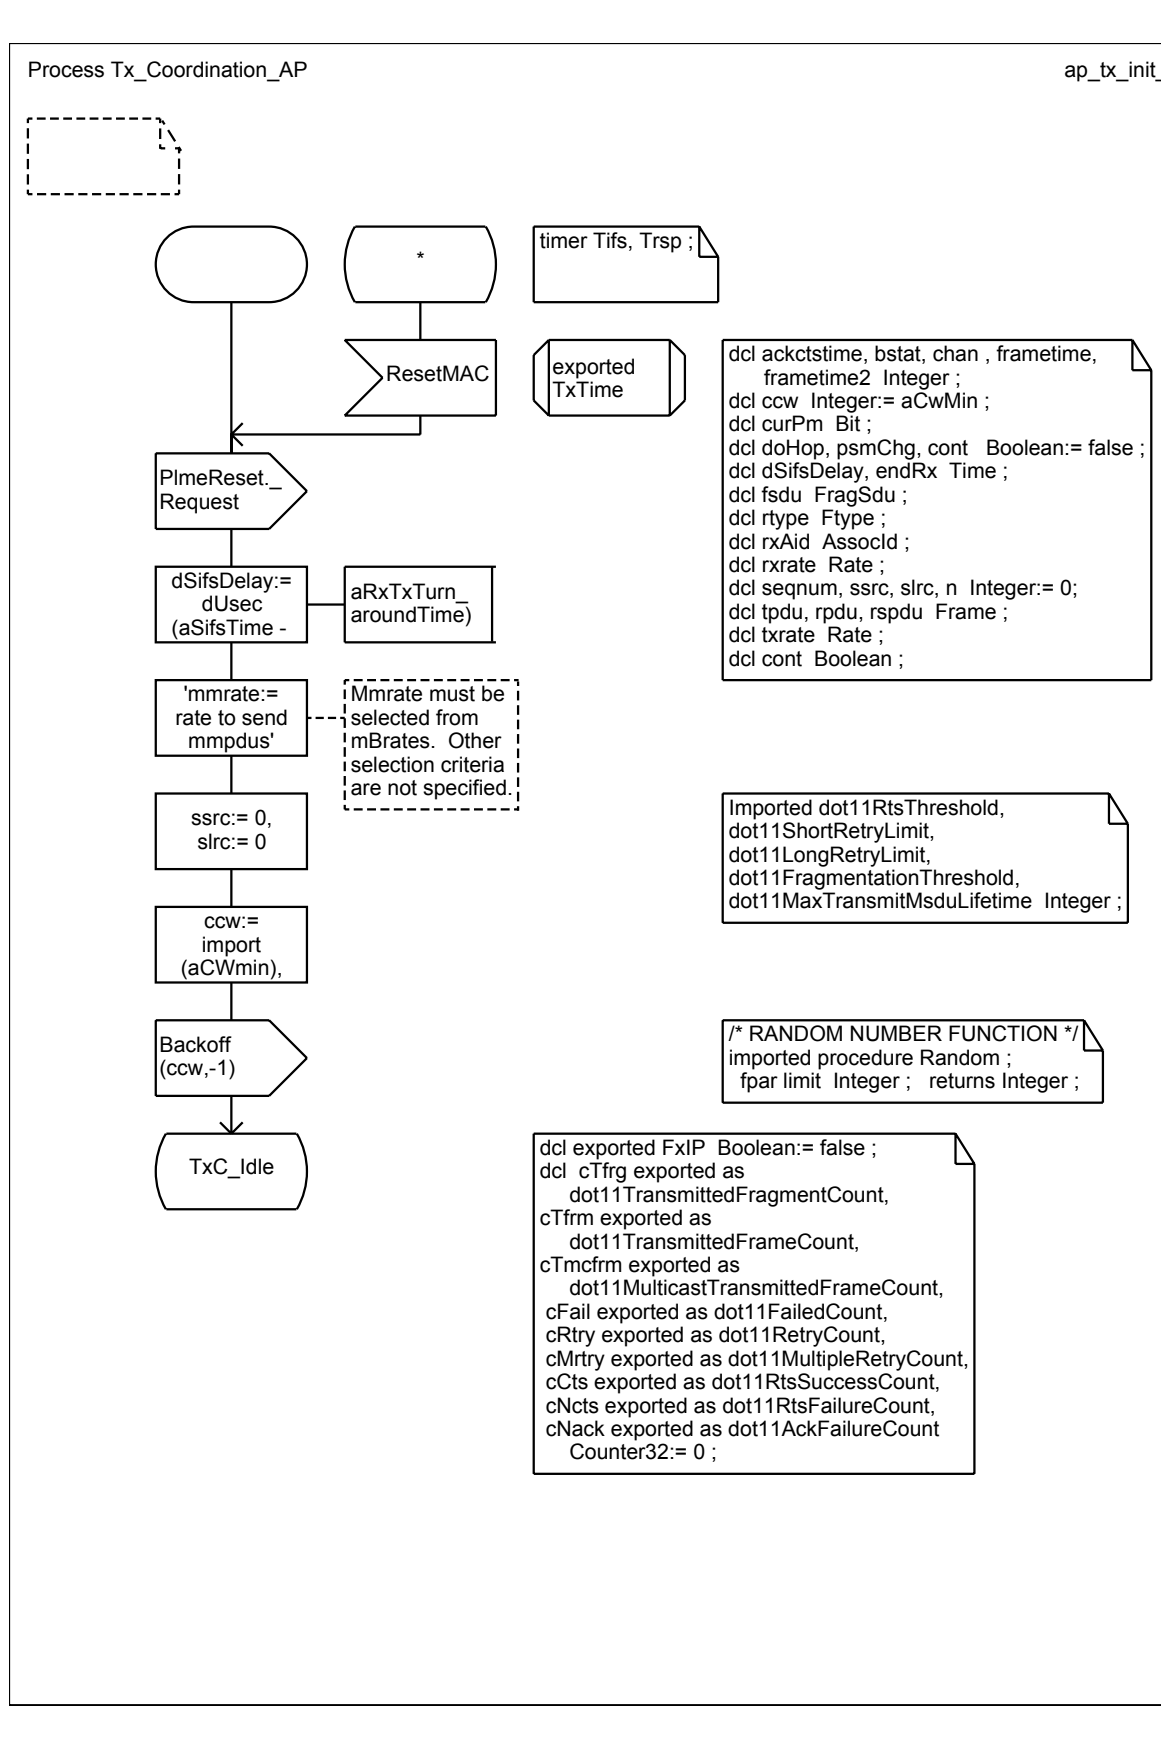 Process Tx_Coordination_AP
ap_tx_init_
*
timer Tifs, Trsp ;
ResetMAC
exported
TxTime
dcl ackctstime, bstat, chan , frametime,
frametime2  Integer ;
dcl ccw  Integer:= aCwMin ;
dcl curPm  Bit ;
dcl doHop, psmChg, cont   Boolean:= false ;
dcl dSifsDelay, endRx  Time ;
dcl fsdu  FragSdu ;
dcl rtype  Ftype ;
dcl rxAid  AssocId ;
dcl rxrate  Rate ;
dcl seqnum, ssrc, slrc, n  Integer:= 0;
dcl tpdu, rpdu, rspdu  Frame ;
dcl txrate  Rate ;
dcl cont  Boolean ;
PlmeReset._
Request
dSifsDelay:=
dUsec
(aSifsTime -
aRxTxTurn_
aroundTime)
'mmrate:=
rate to send
mmpdus'
Mmrate must be
selected from
mBrates.  Other
selection criteria
are not specified.
ssrc:= 0,
slrc:= 0
Imported dot11RtsThreshold,
dot11ShortRetryLimit,
dot11LongRetryLimit,
dot11FragmentationThreshold,
dot11MaxTransmitMsduLifetime  Integer ;
ccw:=
import
(aCWmin),
Backoff
(ccw,-1)
/* RANDOM NUMBER FUNCTION */
imported procedure Random ;
fpar limit  Integer ;   returns Integer ;
TxC_Idle
dcl exported FxIP  Boolean:= false ;
dcl  cTfrg exported as
dot11TransmittedFragmentCount,
cTfrm exported as
dot11TransmittedFrameCount,
cTmcfrm exported as
dot11MulticastTransmittedFrameCount,
cFail exported as dot11FailedCount,
cRtry exported as dot11RetryCount,
cMrtry exported as dot11MultipleRetryCount,
cCts exported as dot11RtsSuccessCount,
cNcts exported as dot11RtsFailureCount,
cNack exported as dot11AckFailureCount
Counter32:= 0 ;